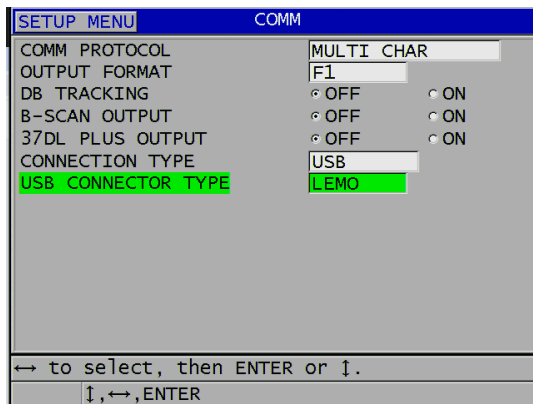 SETUP MENU COMM
COMM PROTOCOL MULTI CHAR
OUTPUT FORMAT F1
DB TRACKING OFF ON
B-SCAN OUTPUT OFF ON
37DL PLUS OUTPUT OFF ON
CONNECTION TYPE USB
USB CONNECTOR TYPE LEMO
↔ to select, then ENTER or ↕.
↕,↔,ENTER